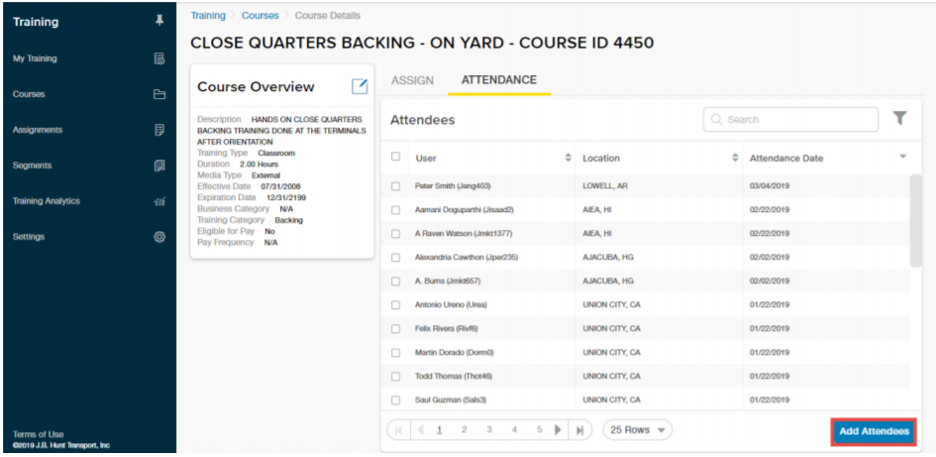 Training
My Training
Courses
Assignments
Segments
Training Analytics
Settings
Terms of Use
©2019 J.B. Hunt Transport, Inc
Training > Courses > Course Details
CLOSE QUARTERS BACKING - ON YARD - COURSE ID 4450
Course Overview
Description HANDS ON CLOSE QUARTERS
BACKING TRAINING DONE AT THE TERMINALS
AFTER ORIENTATION
Training Type Classroom
Duration 2.00 Hours
Media Type External
Effective Date 07/31/2008
Expiration Date 12/31/2199
Business Category N/A
Training Category Backing
Eligible for Pay No
Pay Frequency N/A
ASSIGN ATTENDANCE
Attendees Search
User Location Attendance Date
Peter Smith (Jeng403) LOWELL, AR 03/04/2019
Aamani Doguparthi (Jisaad2) AIEA, HI 02/22/2019
A Raven Watson (Jmkt1377) AIEA, HI 02/22/2019
Alexandria Cawthon (Jper235) AJACUBA, HG 02/02/2019
A. Burns (Jmkt657) AJACUBA, HG 02/02/2019
Antonio Ureno (Urea) UNION CITY, CA 01/22/2019
Felix Rivera (Rivf6) UNION CITY, CA 01/22/2019
Martin Dorado (Dorm0) UNION CITY, CA 01/22/2019
Todd Thomas (Thot46) UNION CITY, CA 01/22/2019
Saul Guzman (Sals3) UNION CITY, CA 01/22/2019
1 2 3 4 5 25 Rows Add Attendees